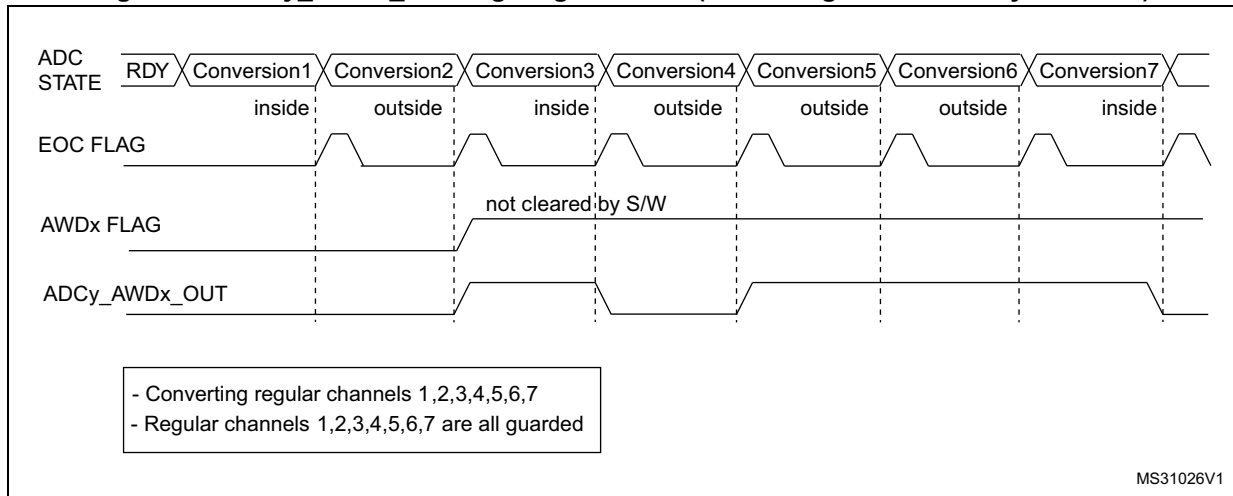 ADC
STATE
RDY Conversion1 Conversion2 Conversion3 Conversion4 Conversion5 Conversion6 Conversion7
inside outside inside outside outside outside inside
EOC FLAG
not cleared by S/W
AWDx FLAG
ADCy_AWDx_OUT
- Converting regular channels 1,2,3,4,5,6,7
- Regular channels 1,2,3,4,5,6,7 are all guarded
MS31026V1